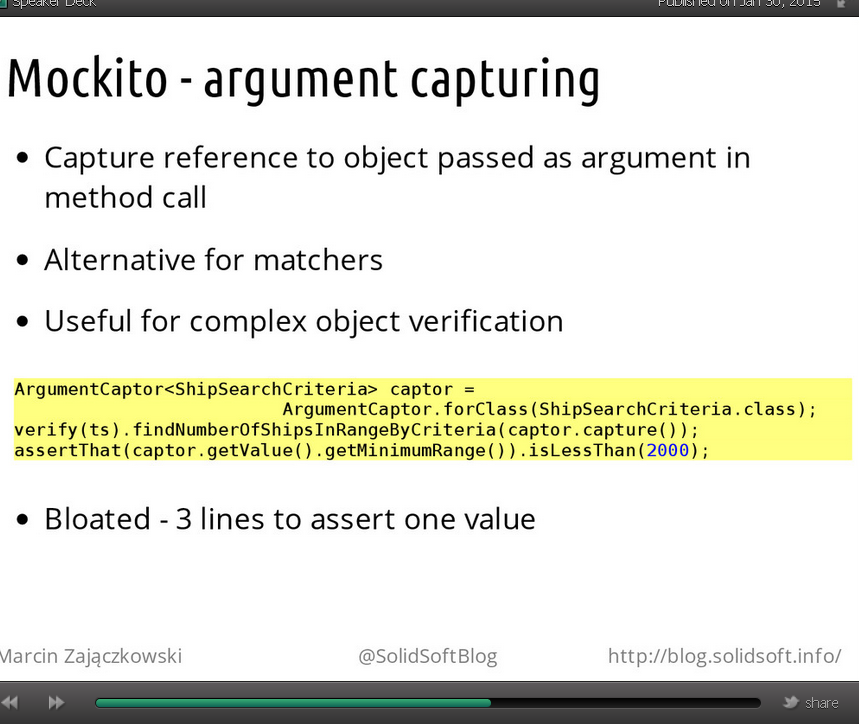 Speaker Deck
Published on Jan 30, 2015
Mockito - argument capturing
Capture reference to object passed as argument in
method call
Alternative for matchers
Useful for complex object verification
ArgumentCaptor<ShipSearchCriteria> captor =
ArgumentCaptor.forClass(ShipSearchCriteria.class);
verify(ts).findNumberOfShipsInRangeByCriteria(captor.capture());
assertThat(captor.getValue().getMinimumRange()).isLessThan(2000);
Bloated - 3 lines to assert one value
Marcin Zajączkowski
@SolidSoftBlog
http://blog.solidsoft.info/
share